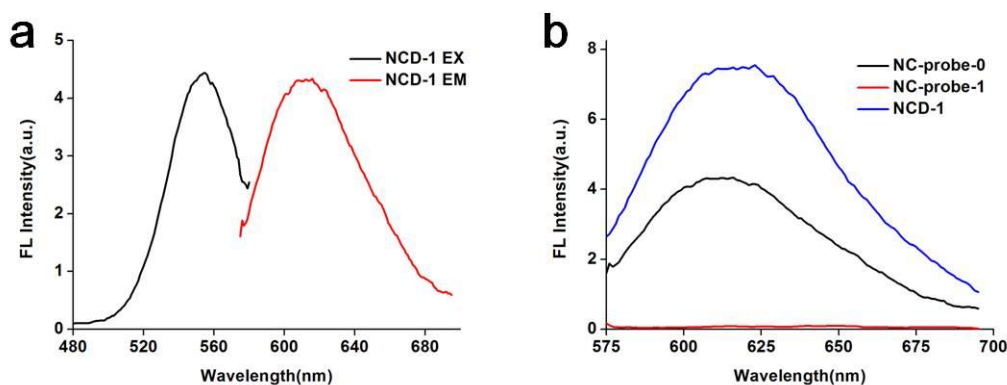 a
FL Intensity(a.u.)
5
4
3
2
1
0
NCD-1 EX
NCD-1 EM
480 520 560 600 640 680
Wavelength(nm)
b
FL Intensity(a.u.)
8
6
4
2
0
NC-probe-0
NC-probe-1
NCD-1
575 600 625 650 675 700
Wavelength(nm)